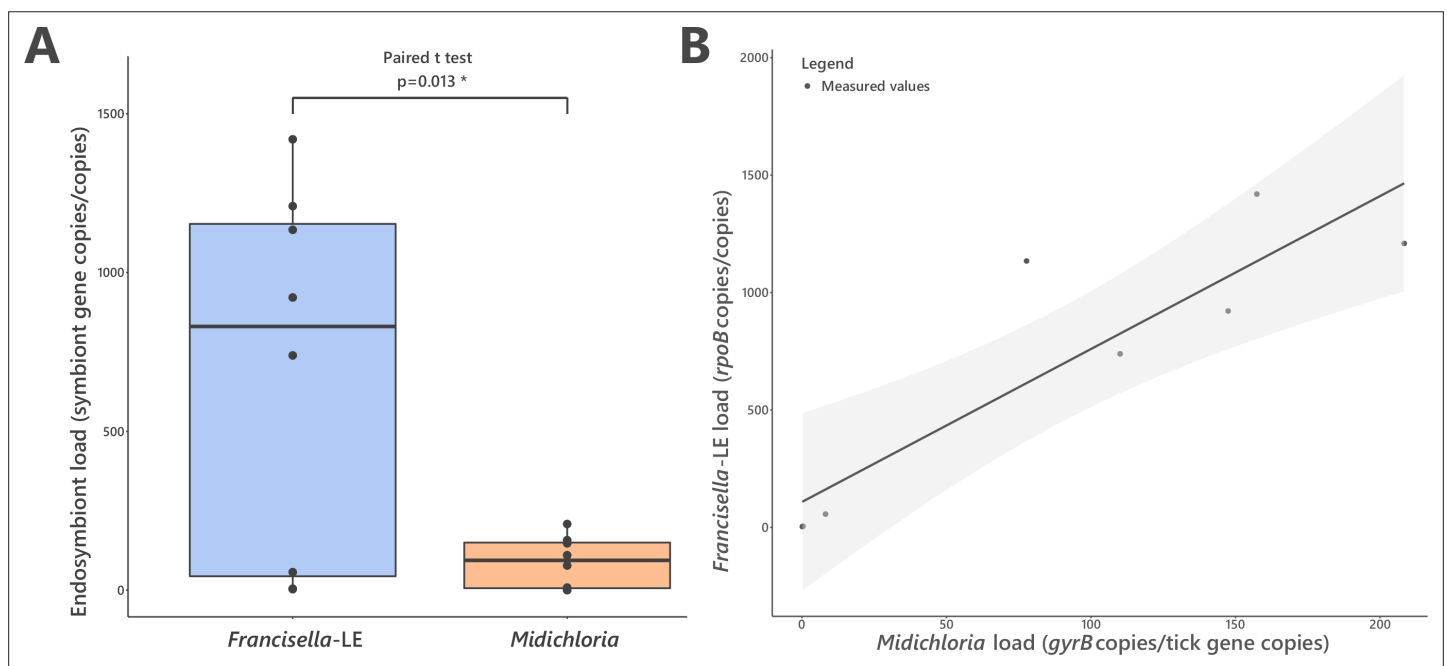 A
Paired t test
p=0.013 *
Endosymbiont load (symbiont gene copies/copies)
1500
1000
500
0
Francisella-LE
Midichloria
B
Legend
Measured values
Francisella-LE load (rpoB copies/copies)
2000
1500
1000
500
0
0
50
100
150
200
Midichloria load (gyrB copies/tick gene copies)